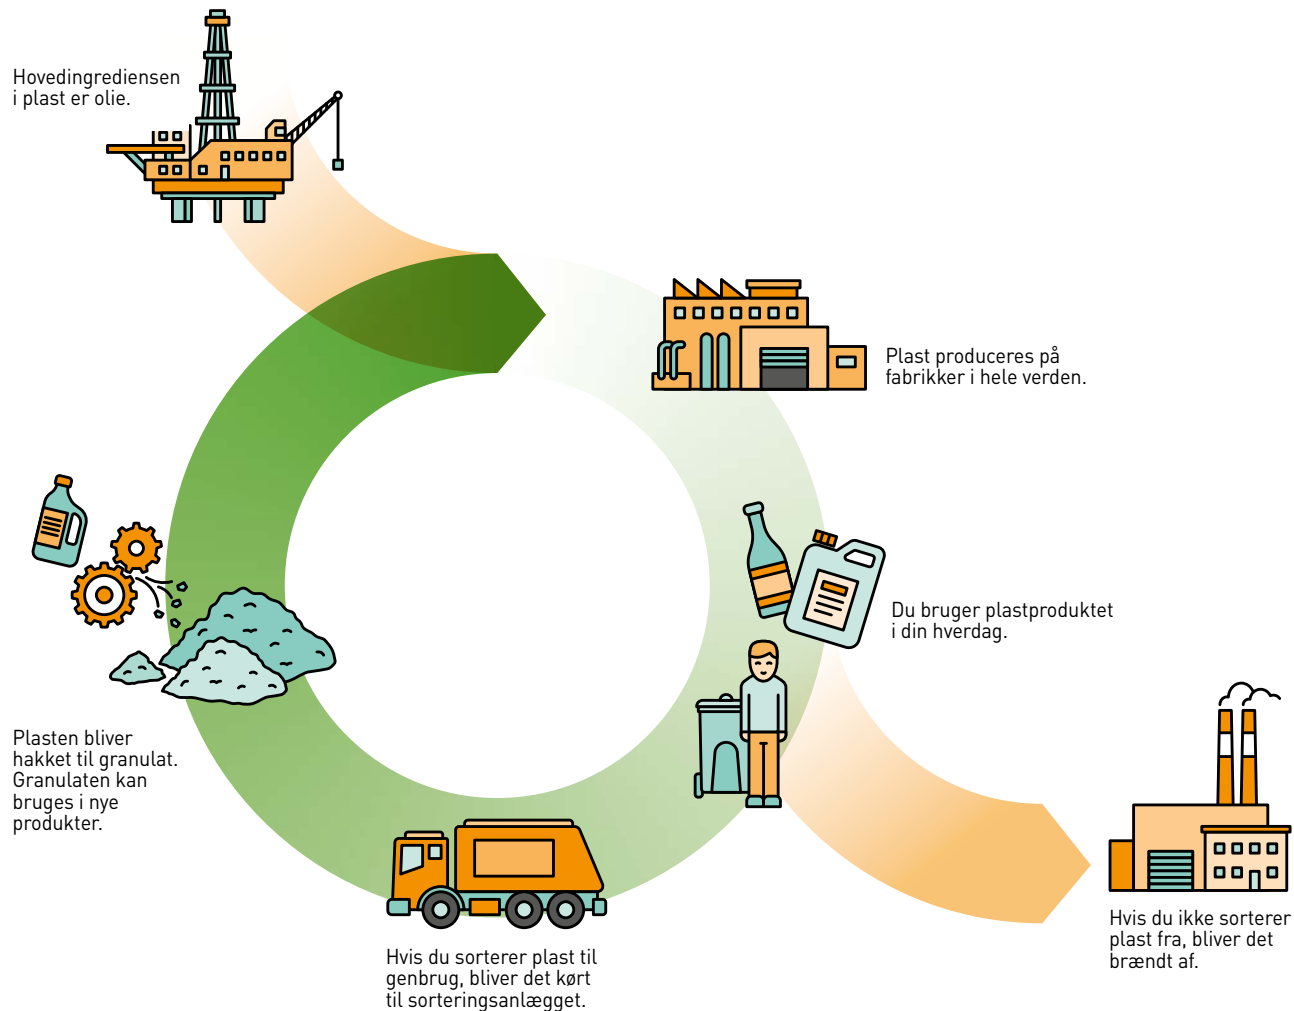 Hovedingrediensen
i plast er olie.
Plast produceres på
fabrikker i hele verden.
Du bruger plastproduktet
i din hverdag.
Plasten bliver
hakket til granulat.
Granulaten kan
bruges i nye
produkter.
Hvis du ikke sorterer
plast fra, bliver det
brændt af.
Hvis du sorterer plast til
genbrug, bliver det kørt
til sorteringsanlægget.